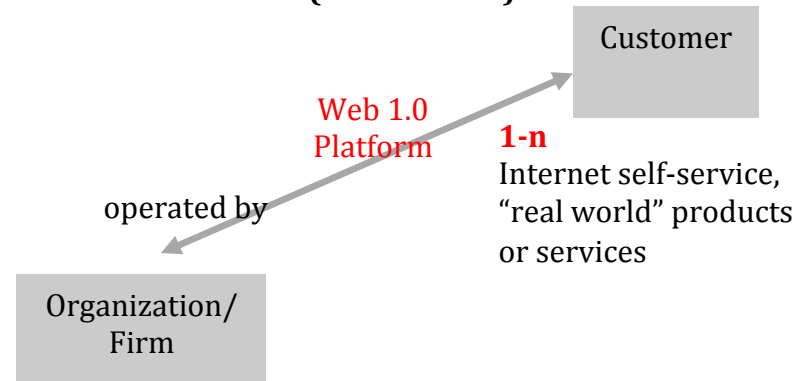 Customer
Web 1.0
Platform
1-n
Internet self-service,
“real world” products
or services
operated by
Organization/
Firm